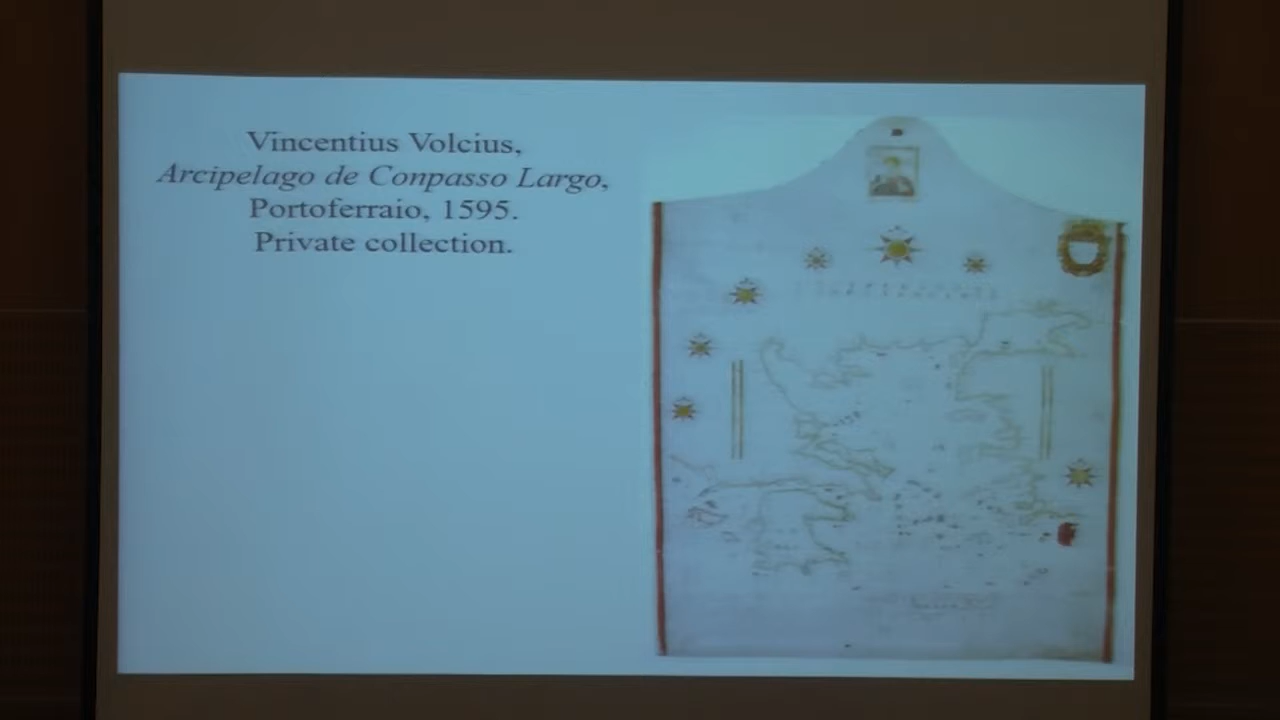 Vincentius Volcius,
Arcipelago de Conpasso Largo,
Portoferraio, 1595.
Private collection.